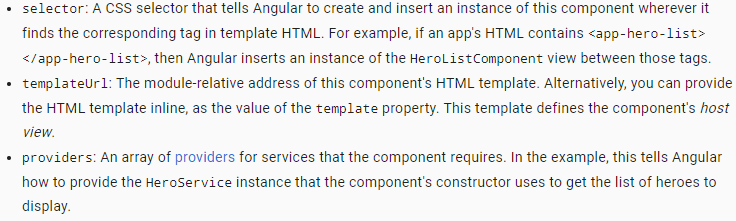 • selector: A CSS selector that tells Angular to create and insert an instance of this component wherever it
finds the corresponding tag in template HTML. For example, if an app's HTML contains <app-hero-list>
</app-hero-list>, then Angular inserts an instance of the HeroListComponent view between those tags.
• templateUrl: The module-relative address of this component's HTML template. Alternatively, you can provide
the HTML template inline, as the value of the template property. This template defines the component's host
view.
• providers: An array of providers for services that the component requires. In the example, this tells Angular
how to provide the HeroService instance that the component's constructor uses to get the list of heroes to
display.